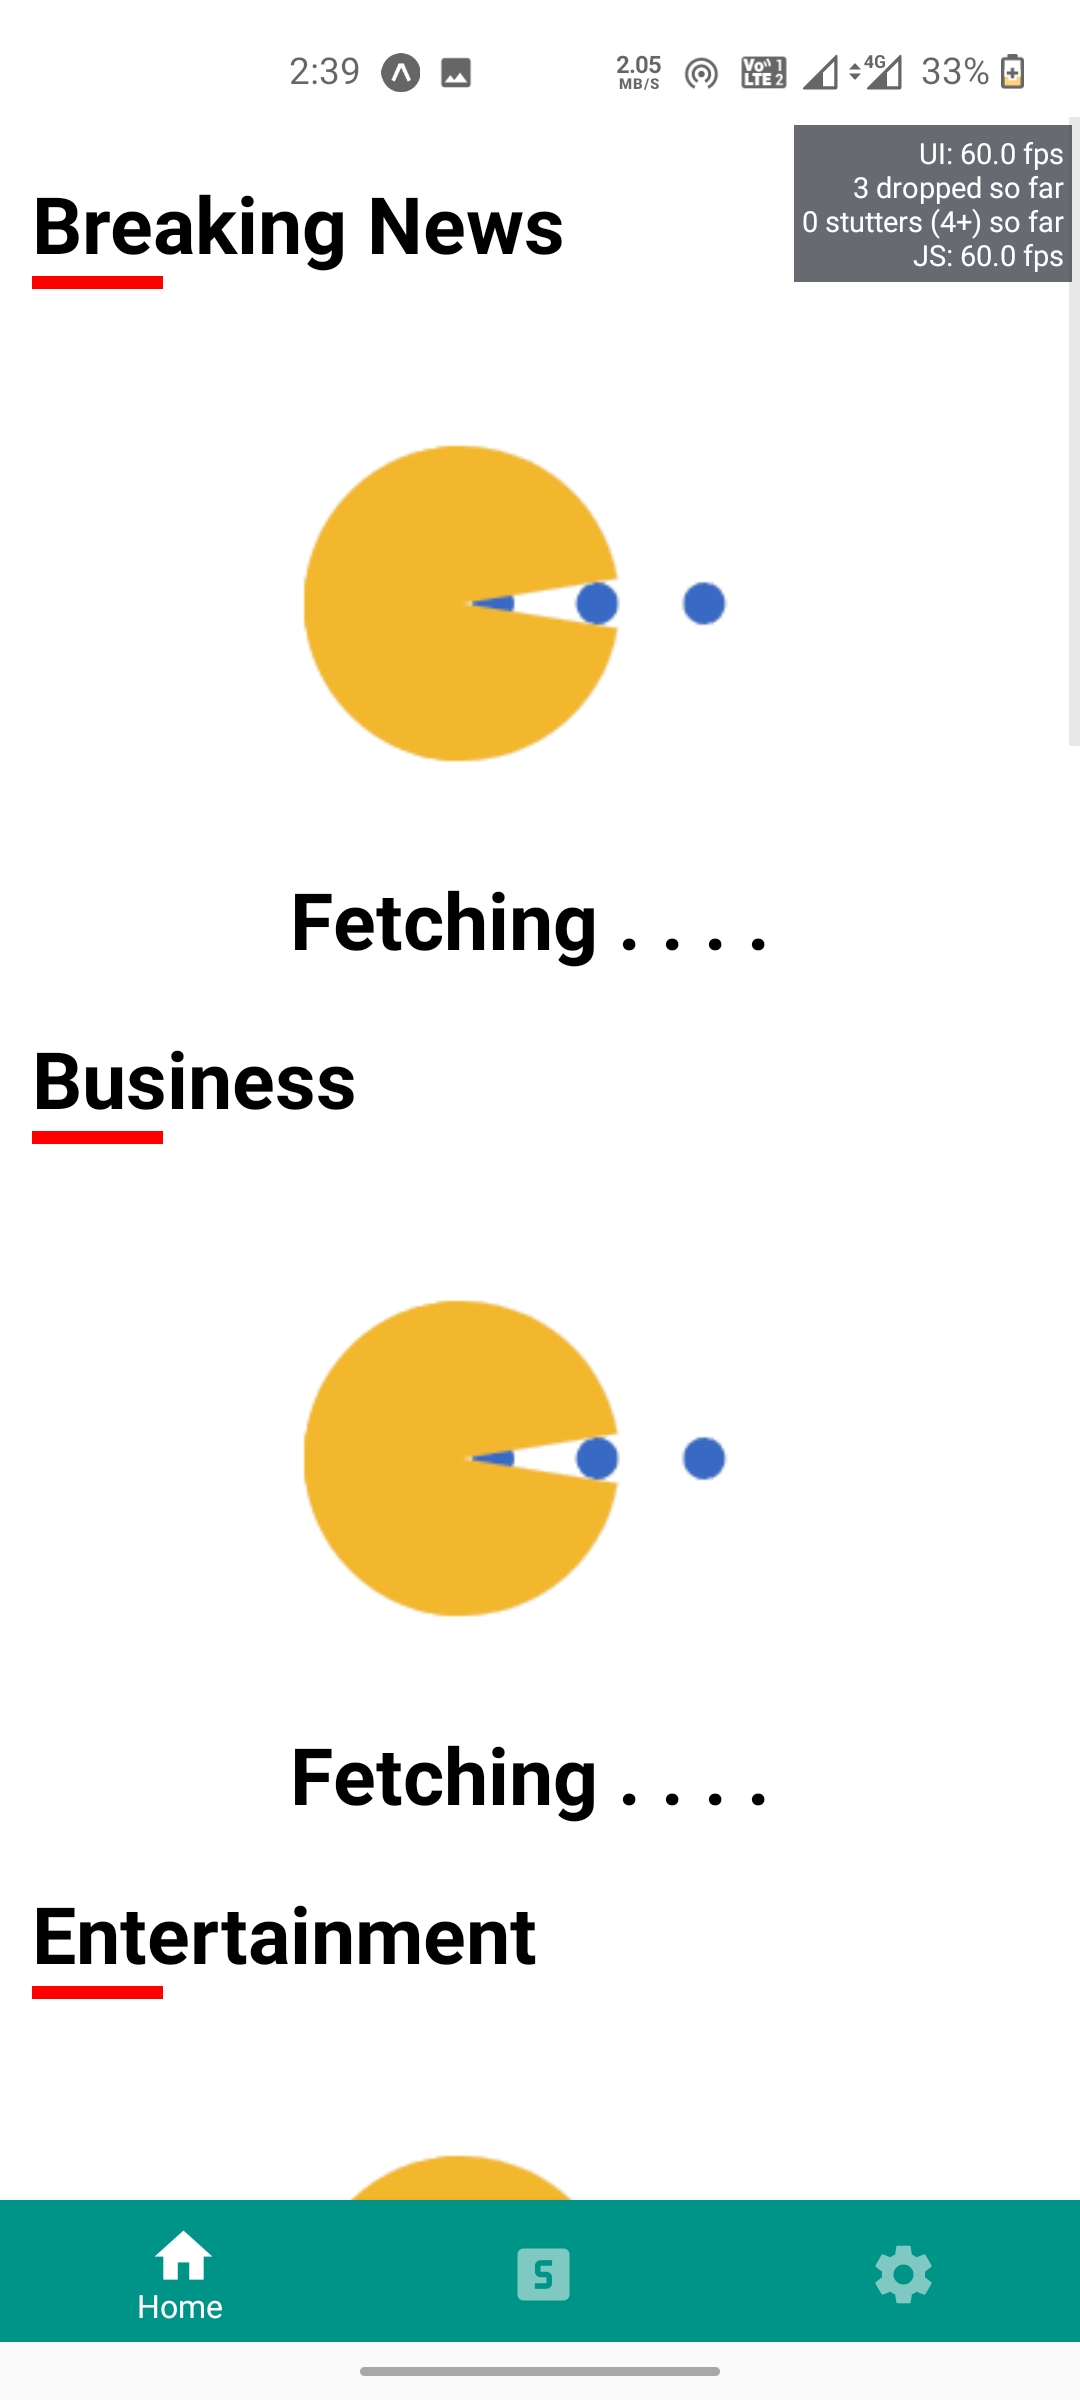 2:39
2.05
MB/S
Vo)) 1
LTE 2
4G
33%
UI: 60.0 fps
3 dropped so far
0 stutters (4+) so far
JS: 60.0 fps
Breaking News
Fetching . . . .
Business
Fetching . . . .
Entertainment
S
Home